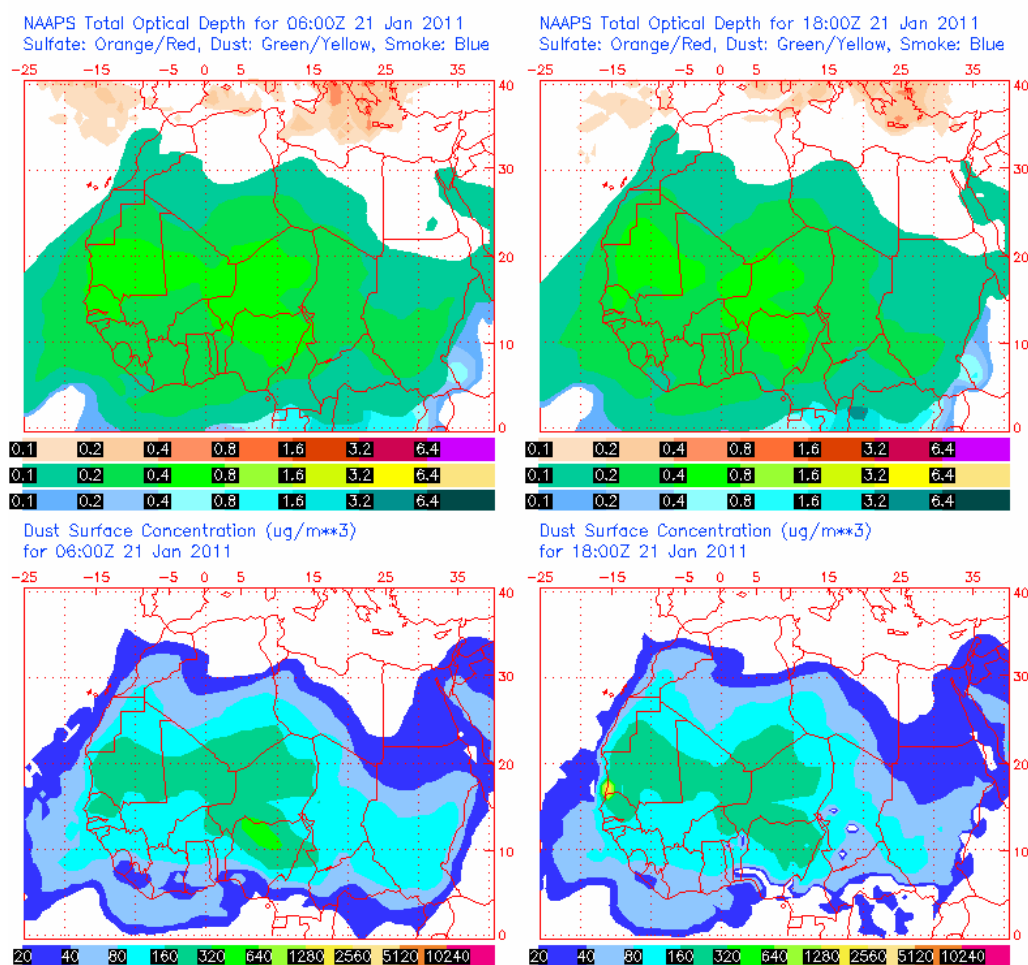 NAAPS Total Optical Depth for 06:00Z 21 Jan 2011
Sulfate: Orange/Red, Dust: Green/Yellow, Smoke: Blue
-25 -15 -5 0 5 15 25 35
40
30
20
10
0
0.1 0.2 0.4 0.8 1.6 3.2 6.4
0.1 0.2 0.4 0.8 1.6 3.2 6.4
0.1 0.2 0.4 0.8 1.6 3.2 6.4
NAAPS Total Optical Depth for 18:00Z 21 Jan 2011
Sulfate: Orange/Red, Dust: Green/Yellow, Smoke: Blue
-25 -15 -5 0 5 15 25 35
40
30
20
10
0
0.1 0.2 0.4 0.8 1.6 3.2 6.4
0.1 0.2 0.4 0.8 1.6 3.2 6.4
0.1 0.2 0.4 0.8 1.6 3.2 6.4
Dust Surface Concentration (ug/m**3)
for 06:00Z 21 Jan 2011
-25 -15 -5 0 5 15 25 35
40
30
20
10
0
20 40 80 160 320 640 1280 2560 5120 10240
Dust Surface Concentration (ug/m**3)
for 18:00Z 21 Jan 2011
-25 -15 -5 0 5 15 25 35
40
30
20
10
0
20 40 80 160 320 640 1280 2560 5120 10240